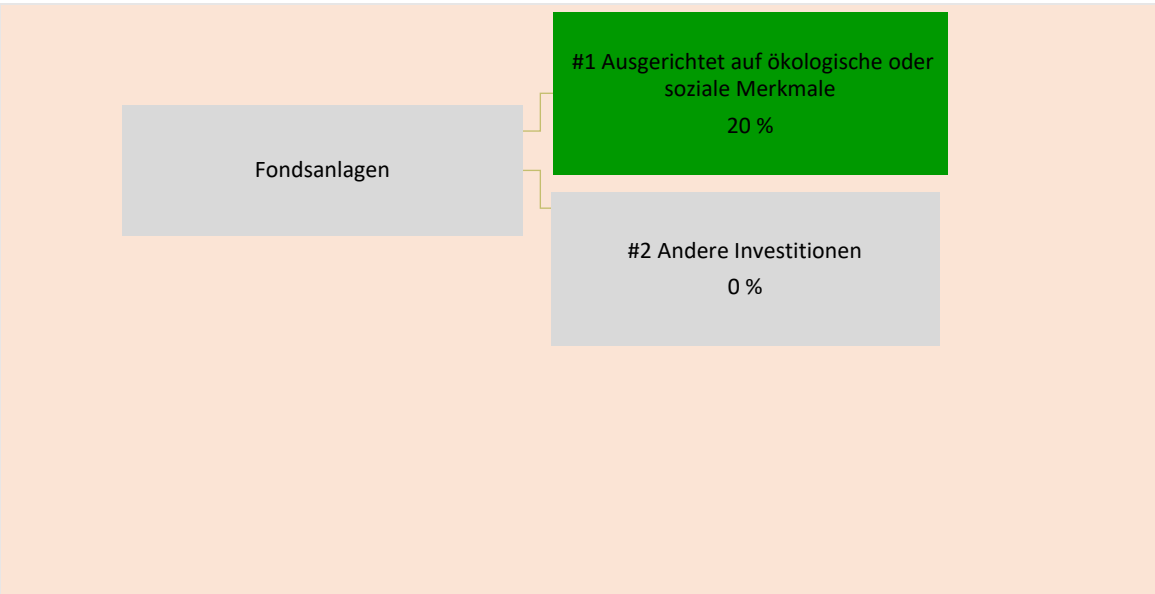 #1 Ausgerichtet auf ökologische oder
soziale Merkmale
20 %
Fondsanlagen
#2 Andere Investitionen
0 %